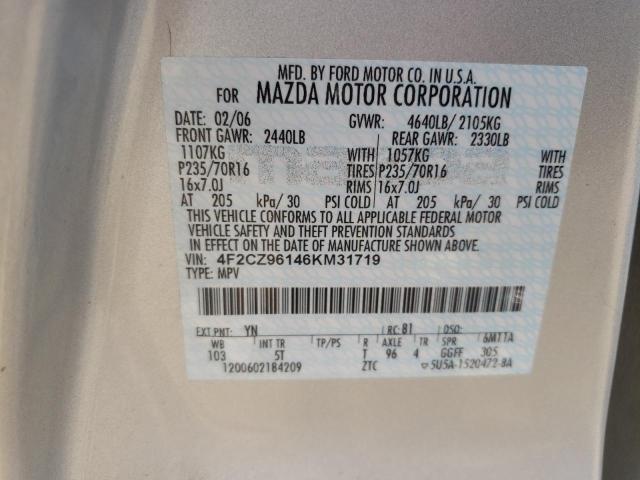 MFD. BY FORD MOTOR CO. IN U.S.A.
FOR MAZDA MOTOR CORPORATION
DATE: 02/06 GVWR: 4640LB/ 2105KG
FRONT GAWR: 2440LB REAR GAWR: 2330LB
1107KG WITH 1057KG WITH
P235/70R16 TIRES P235/70R16 TIRES
16x7.0J RIMS 16x7.0J RIMS
AT 205 kPa/ 30 PSI COLD AT 205 kPa/ 30 PSI COLD
THIS VEHICLE CONFORMS TO ALL APPLICABLE FEDERAL MOTOR
VEHICLE SAFETY AND THEFT PREVENTION STANDARDS
IN EFFECT ON THE DATE OF MANUFACTURE SHOWN ABOVE.
VIN: 4F2CZ96146KM31719
TYPE: MPV
EXT PNT: YN RC: 81 DSO:
WB INT TR TP/PS R AXLE TR SPR 6M11A
103 5T T 96 4 GGFF 305
1200602184209 ZTC 5U5A-1520472-BA